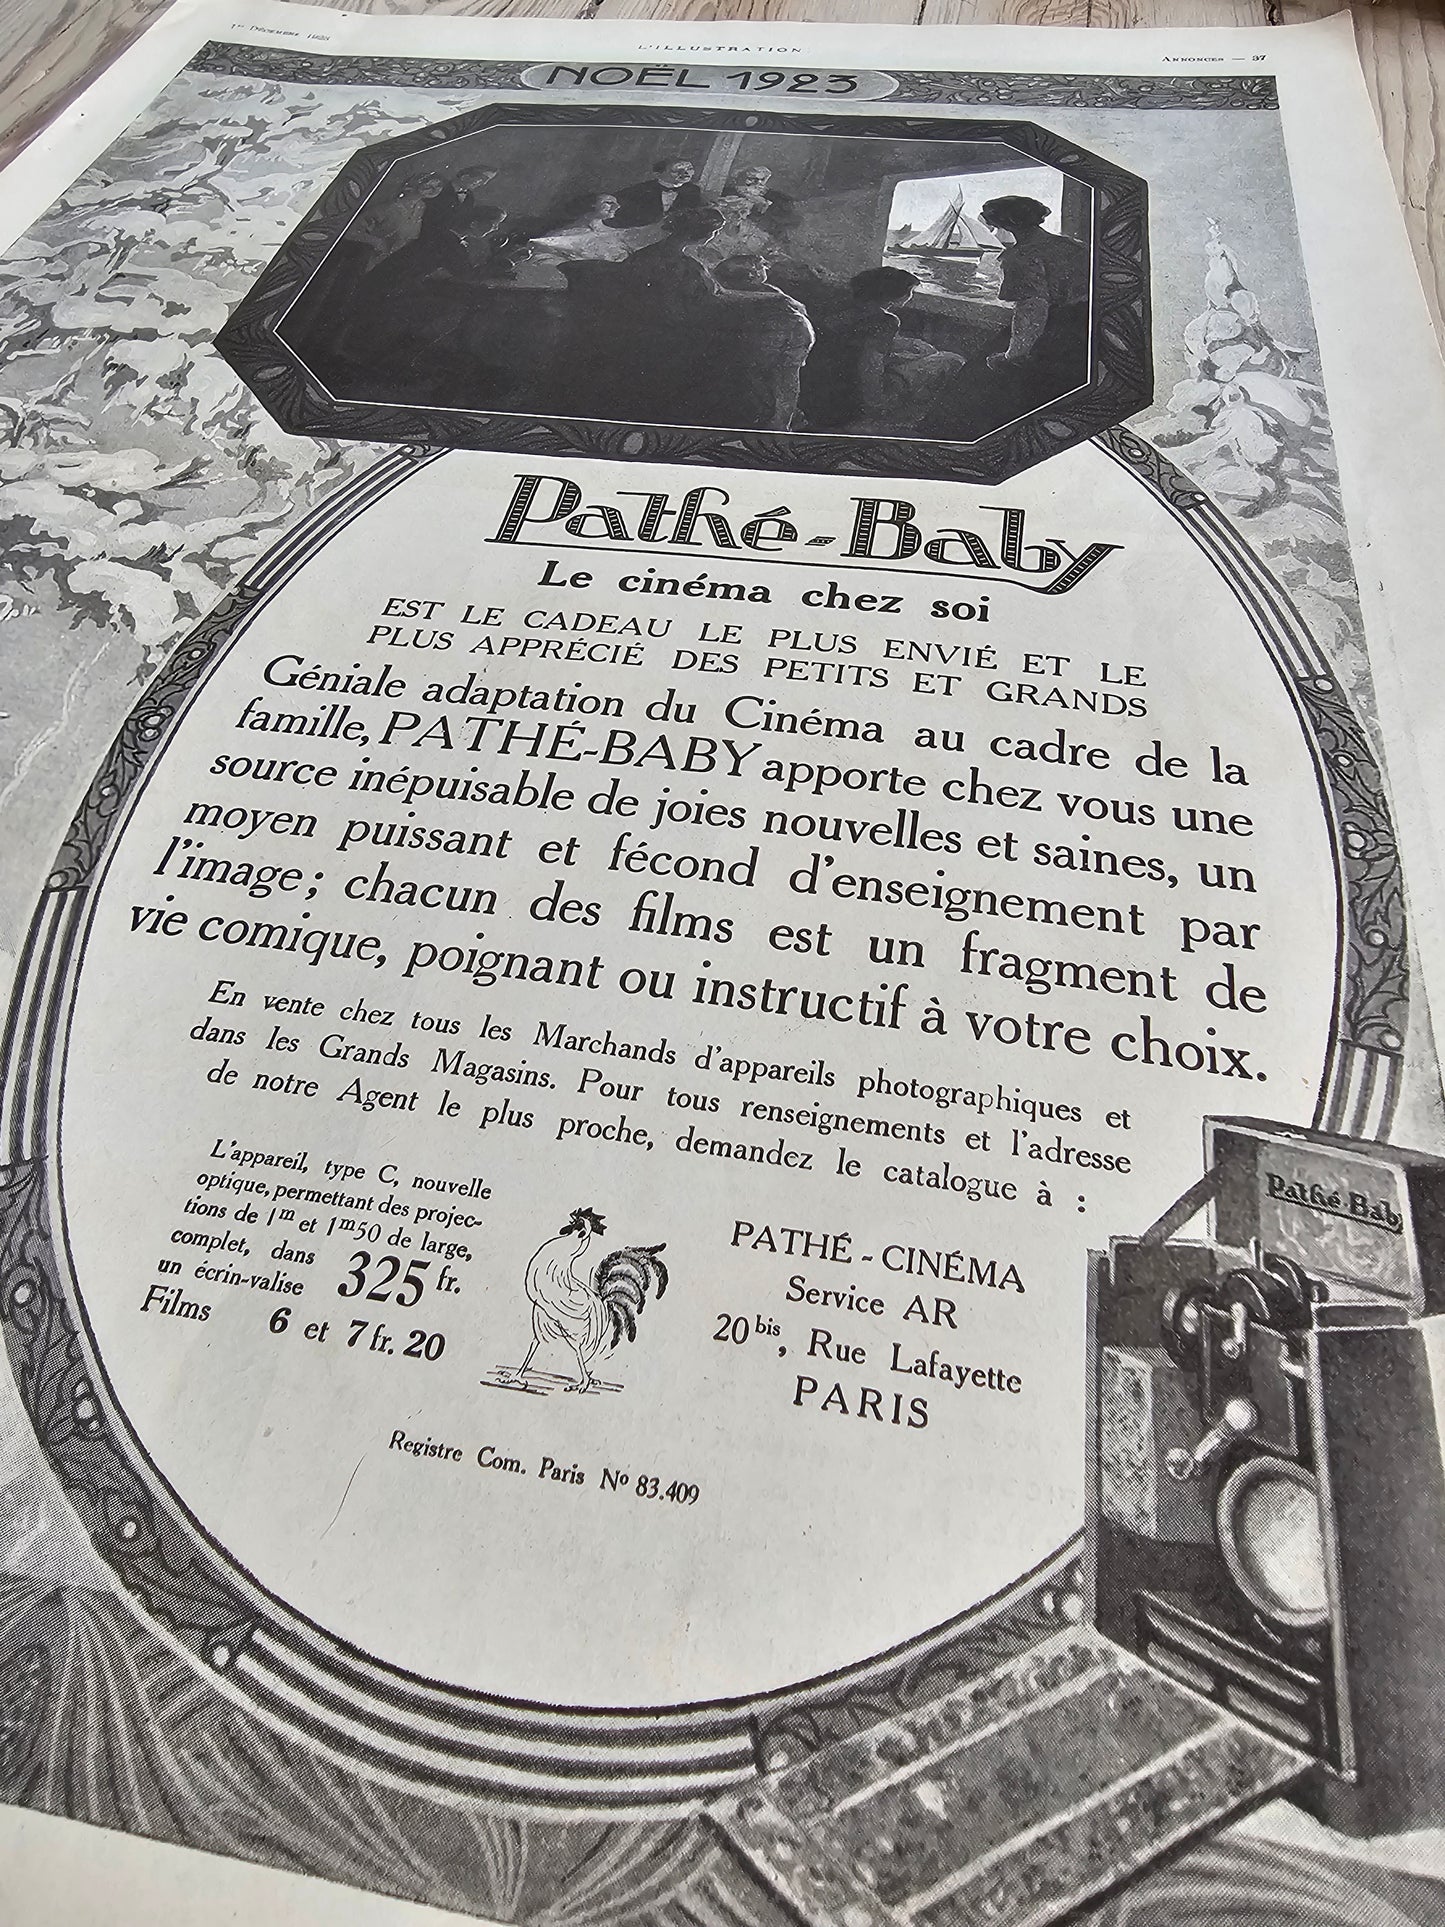 1er Décembre 1923
L'ILLUSTRATION
Annonces — 37
NOËL 1923
Pathé-Baby
Le cinéma chez soi
EST LE CADEAU LE PLUS ENVIÉ ET LE
PLUS APPRÉCIÉ DES PETITS ET GRANDS
Géniale adaptation du Cinéma au cadre de la
famille, PATHÉ-BABY apporte chez vous une
source inépuisable de joies nouvelles et saines, un
moyen puissant et fécond d'enseignement par
l'image; chacun des films est un fragment de
vie comique, poignant ou instructif à votre choix.
En vente chez tous les Marchands d'appareils photographiques et
dans les Grands Magasins. Pour tous renseignements et l'adresse
de notre Agent le plus proche, demandez le catalogue à :
L'appareil, type C, nouvelle
optique, permettant des projec-
tions de 1m et 1m50 de large,
complet, dans
un écrin-valise 325 fr.
Films 6 et 7 fr. 20
PATHÉ-CINÉMA
Service AR
20 bis, Rue Lafayette
PARIS
Registre Com. Paris No 83.409
Pathé-Bab